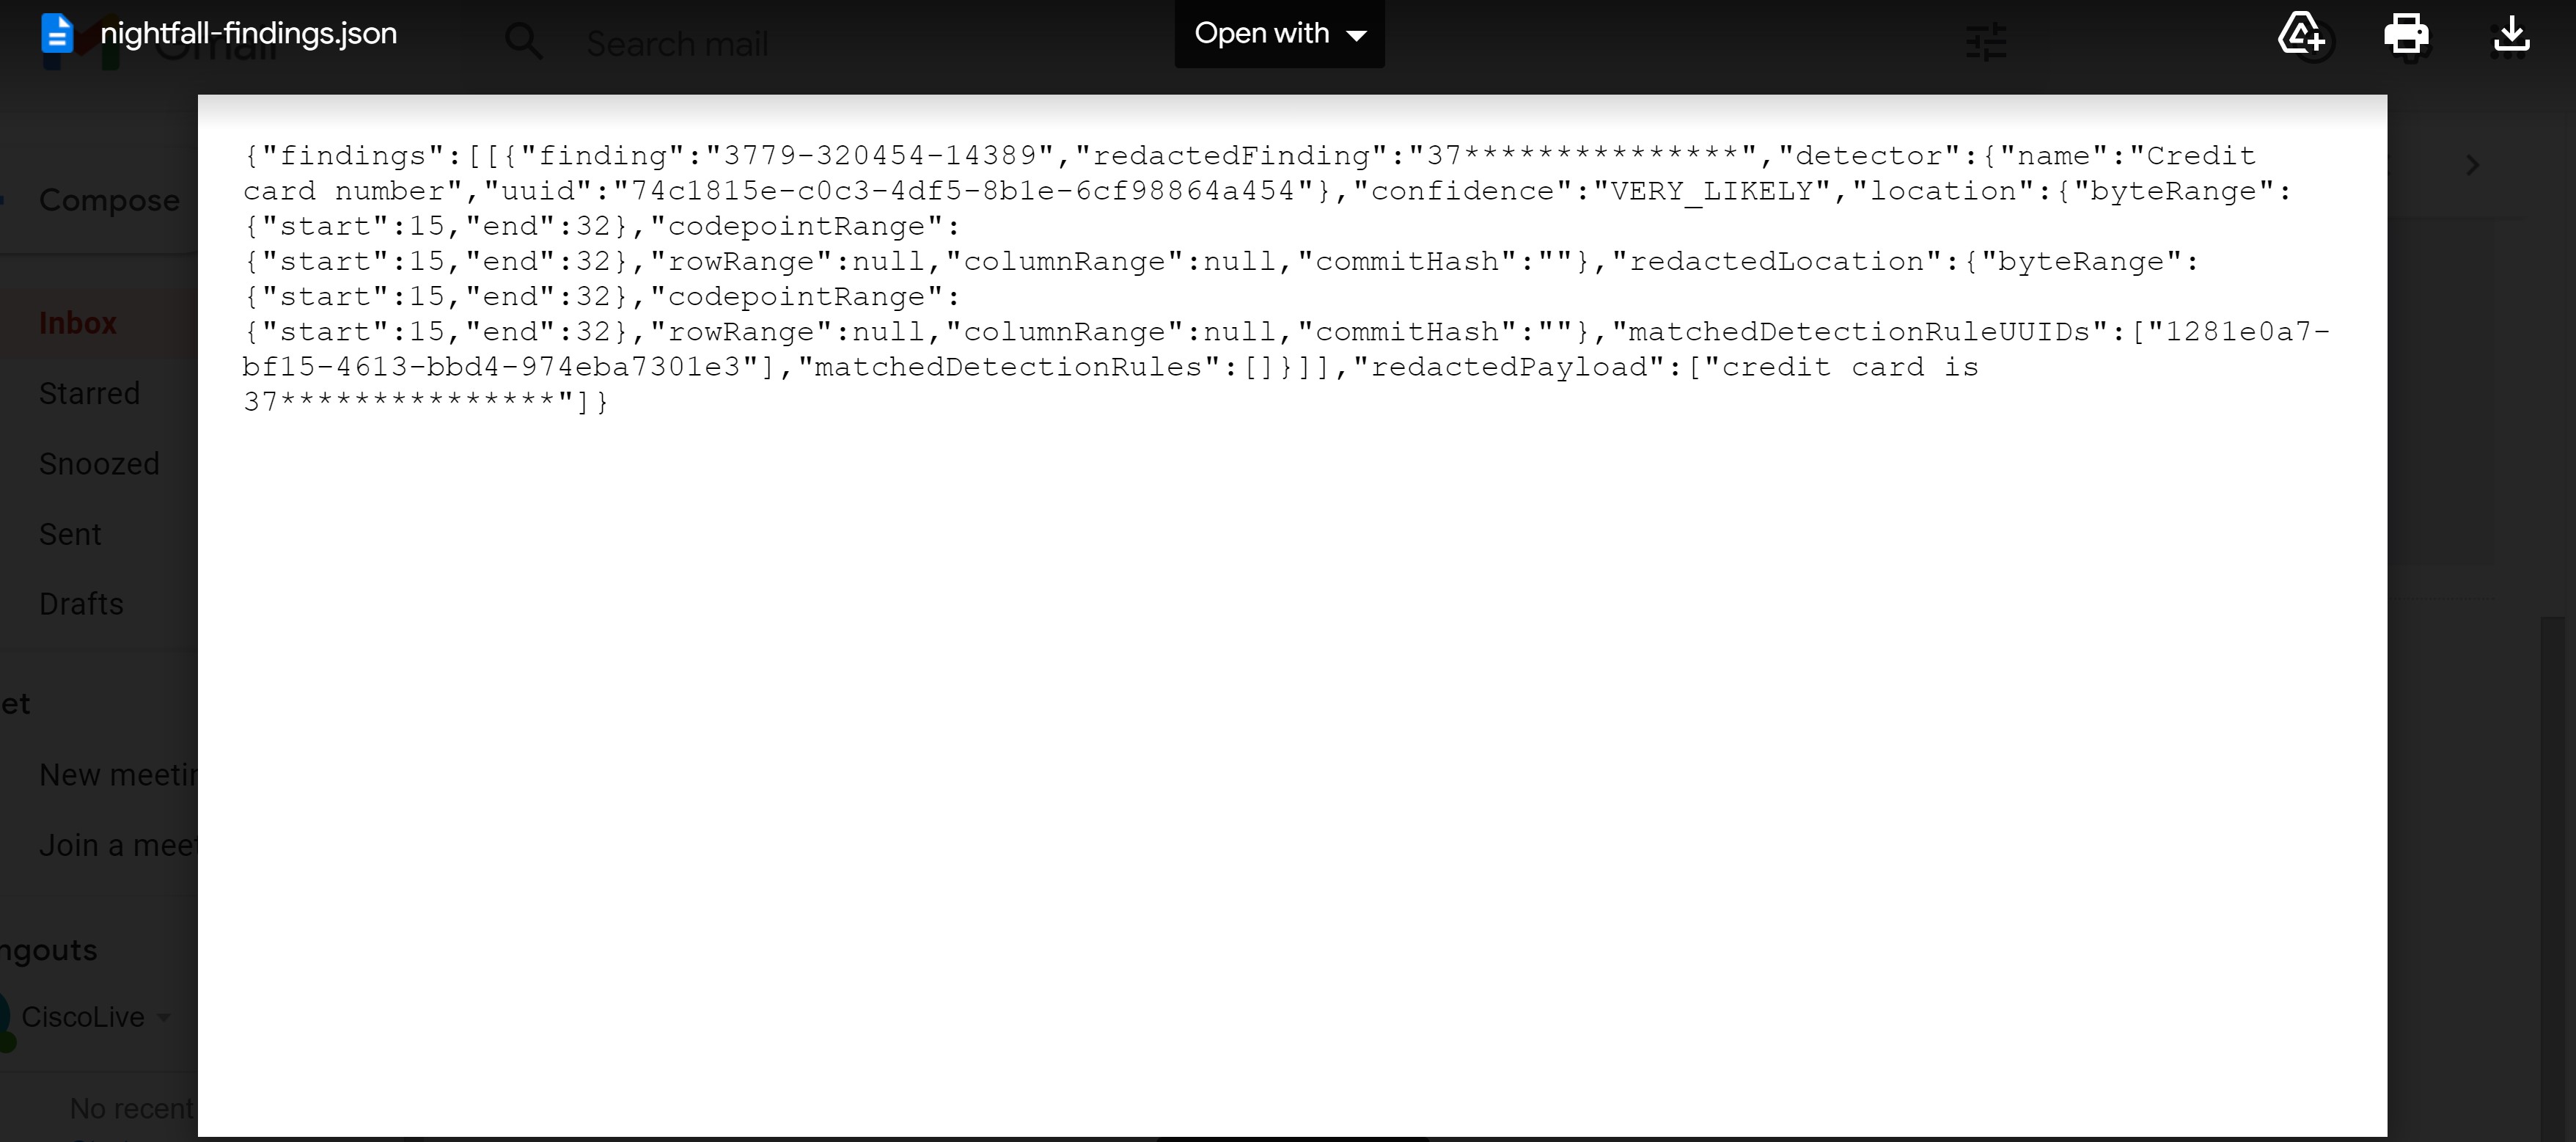 nightfall-findings.json
Gmail
Search mail
Open with
Compose
Inbox
Starred
Snoozed
Sent
Drafts
et
New meetin
Join a meet
ngouts
CiscoLive
No recent
{"findings":[[{"finding":"3779-320454-14389","redactedFinding":"37***************","detector":{"name":"Credit
card number","uuid":"74c1815e-c0c3-4df5-8b1e-6cf98864a454"},"confidence":"VERY_LIKELY","location":{"byteRange":
{"start":15,"end":32},"codepointRange":
{"start":15,"end":32},"rowRange":null,"columnRange":null,"commitHash":""},"redactedLocation":{"byteRange":
{"start":15,"end":32},"codepointRange":
{"start":15,"end":32},"rowRange":null,"columnRange":null,"commitHash":""},"matchedDetectionRuleUUIDs":["1281e0a7-
bf15-4613-bbd4-974eba7301e3"],"matchedDetectionRules":[]}]],"redactedPayload":["credit card is
37***************"]}